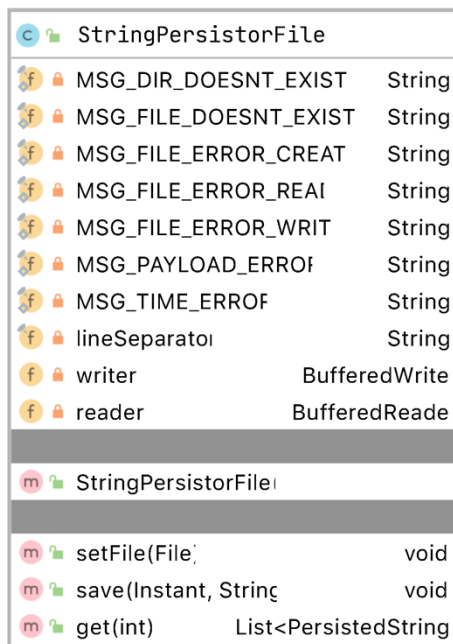 C StringPersistorFile
f MSG_DIR_DOESNT_EXIST String
f MSG_FILE_DOESNT_EXIST String
f MSG_FILE_ERROR_CREAT String
f MSG_FILE_ERROR_REAI String
f MSG_FILE_ERROR_WRIT String
f MSG_PAYLOAD_ERROF String
f MSG_TIME_ERROF String
f lineSeparatoı String
f writer BufferedWrite
f reader BufferedReade
m StringPersistorFile(
m setFile(File) void
m save(Instant, String void
m get(int) List<PersistedString